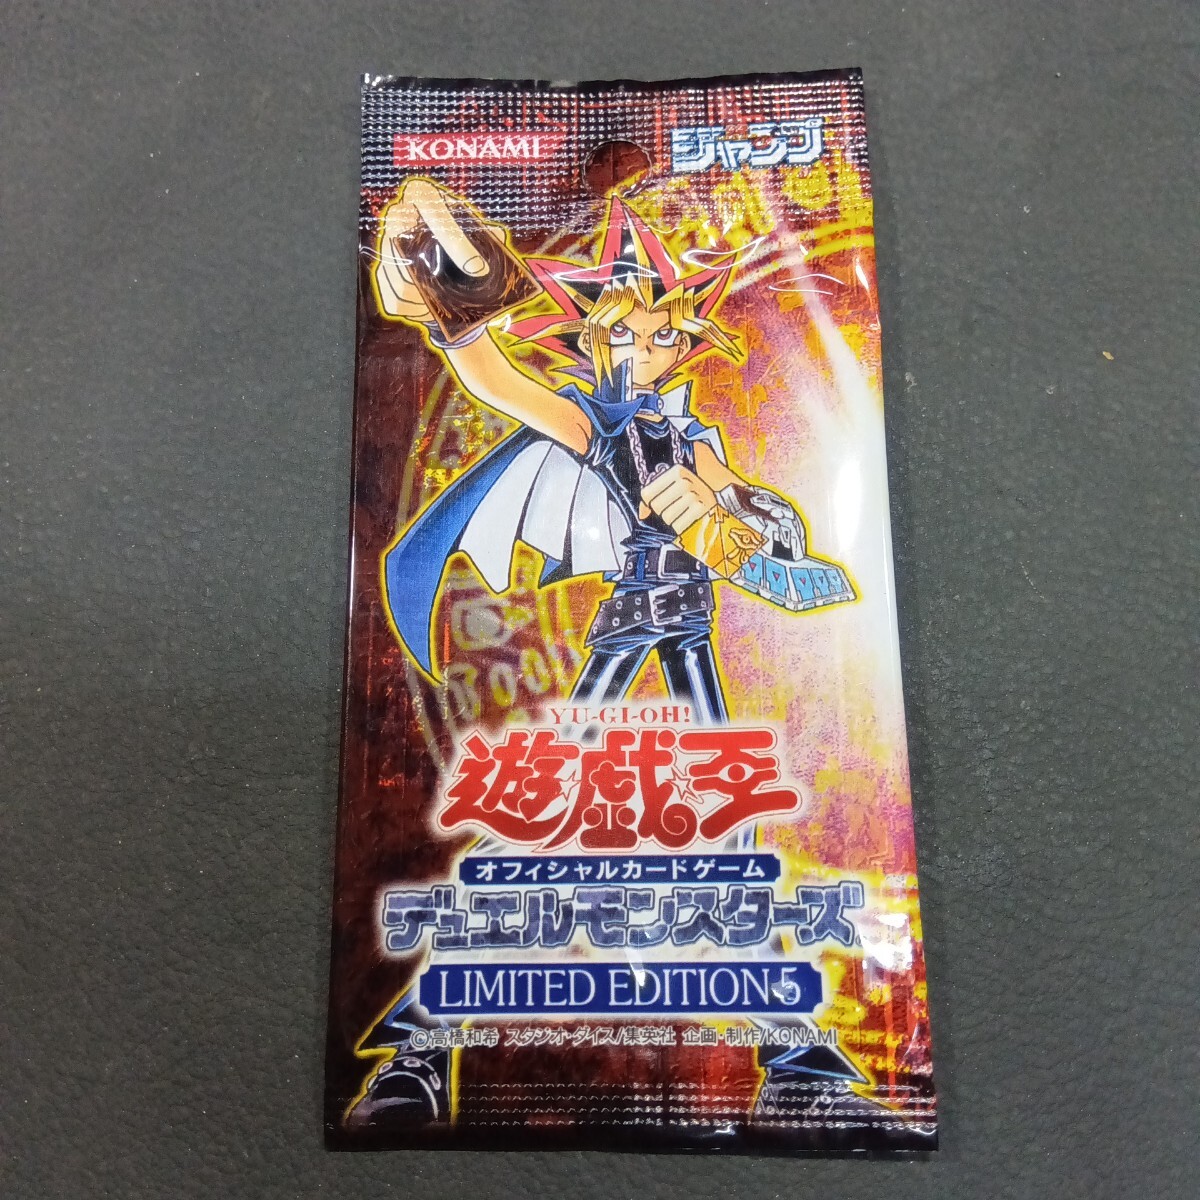 KONAMI
ジャンプ
YU-GI-OH!
遊☆戯☆王
オフィシャルカードゲーム
デュエルモンスターズ
LIMITED EDITION 5
©高橋和希 スタジオ・ダイス/集英社 企画・制作/KONAMI